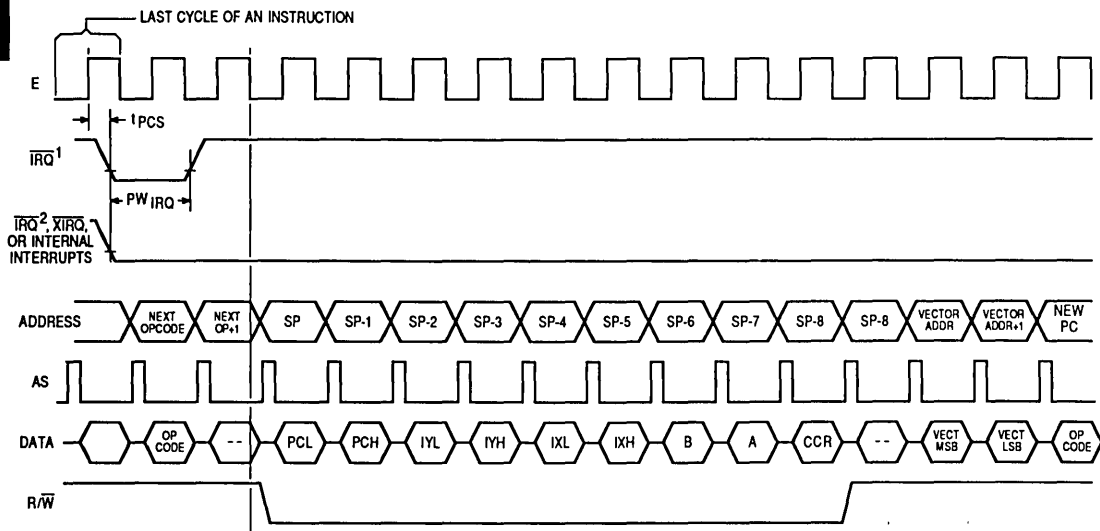 LAST CYCLE OF AN INSTRUCTION
E
tPCS
IRQ1
PW IRQ
IRQ2, XIRQ,
OR INTERNAL
INTERRUPTS
ADDRESS
NEXT OPCODE
NEXT OP+1
SP
SP-1
SP-2
SP-3
SP-4
SP-5
SP-6
SP-7
SP-8
SP-8
VECTOR ADDR
VECTOR ADDR+1
NEW PC
AS
DATA
OP CODE
--
PCL
PCH
IYL
IYH
IXL
IXH
B
A
CCR
--
VECT MSB
VECT LSB
OP CODE
R/W